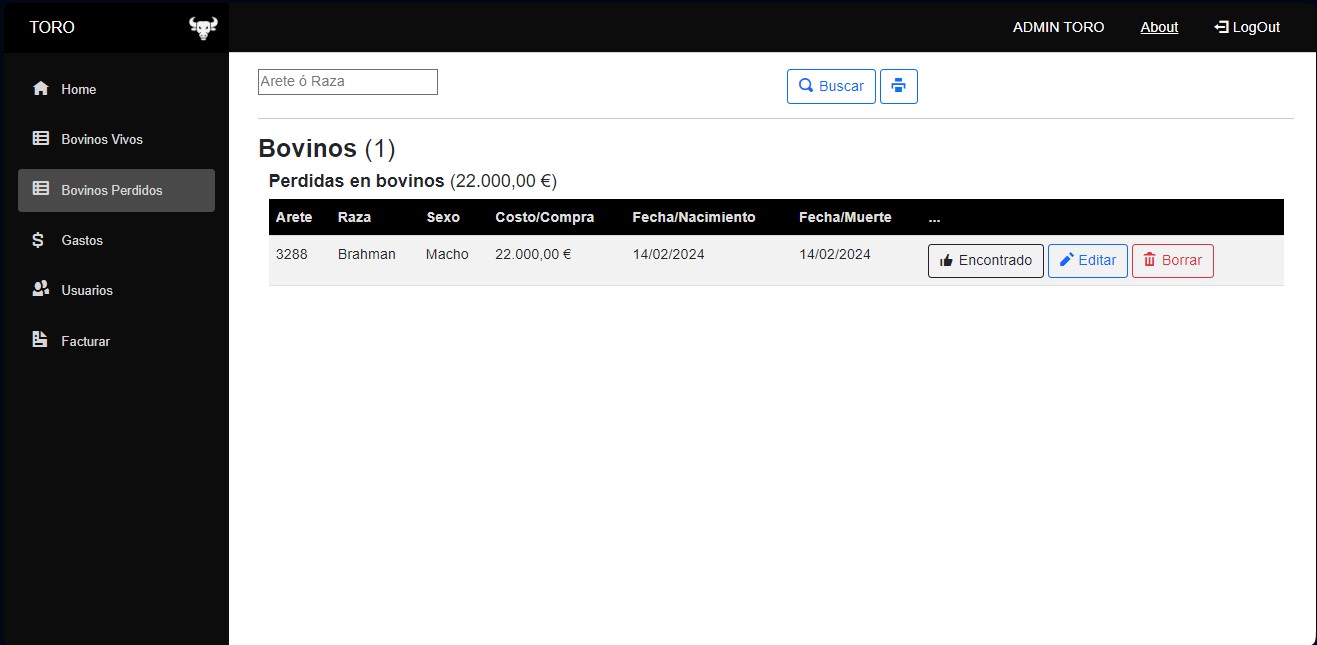 TORO
ADMIN TORO About LogOut
Home
Bovinos Vivos
Bovinos Perdidos
Gastos
Usuarios
Facturar
Arete ó Raza Buscar
Bovinos (1)
Perdidas en bovinos (22.000,00 €)
Arete Raza Sexo Costo/Compra Fecha/Nacimiento Fecha/Muerte ...
3288 Brahman Macho 22.000,00 € 14/02/2024 14/02/2024 Encontrado Editar Borrar